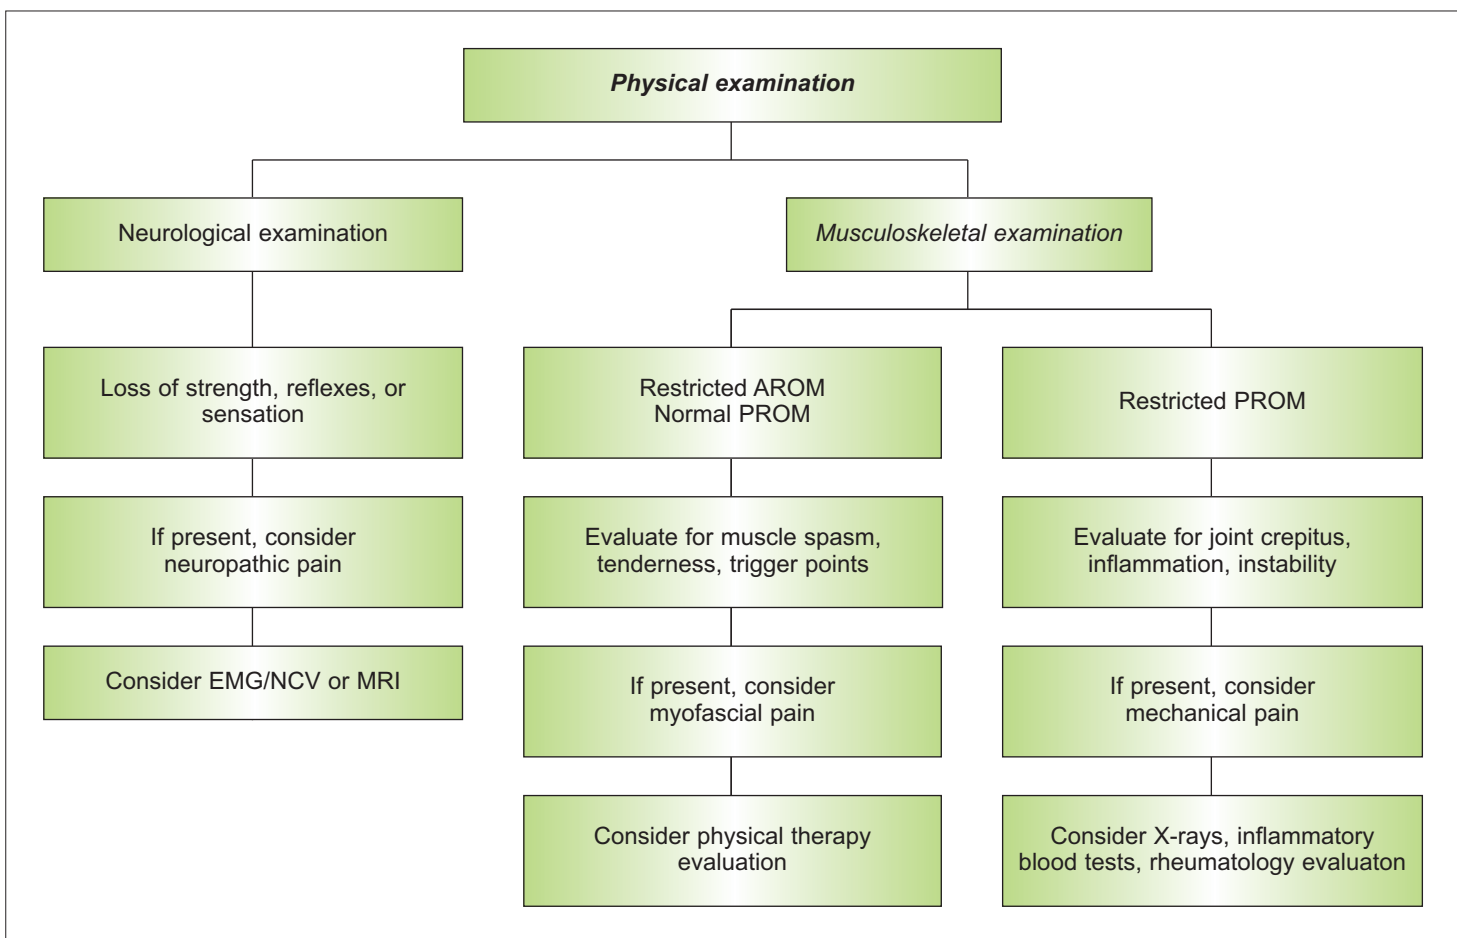 Physical examination
Neurological examination
Musculoskeletal examination
Loss of strength, reflexes, or
sensation
Restricted AROM
Normal PROM
Restricted PROM
If present, consider
neuropathic pain
Evaluate for muscle spasm,
tenderness, trigger points
Evaluate for joint crepitus,
inflammation, instability
Consider EMG/NCV or MRI
If present, consider
myofascial pain
If present, consider
mechanical pain
Consider physical therapy
evaluation
Consider X-rays, inflammatory
blood tests, rheumatology evaluaton